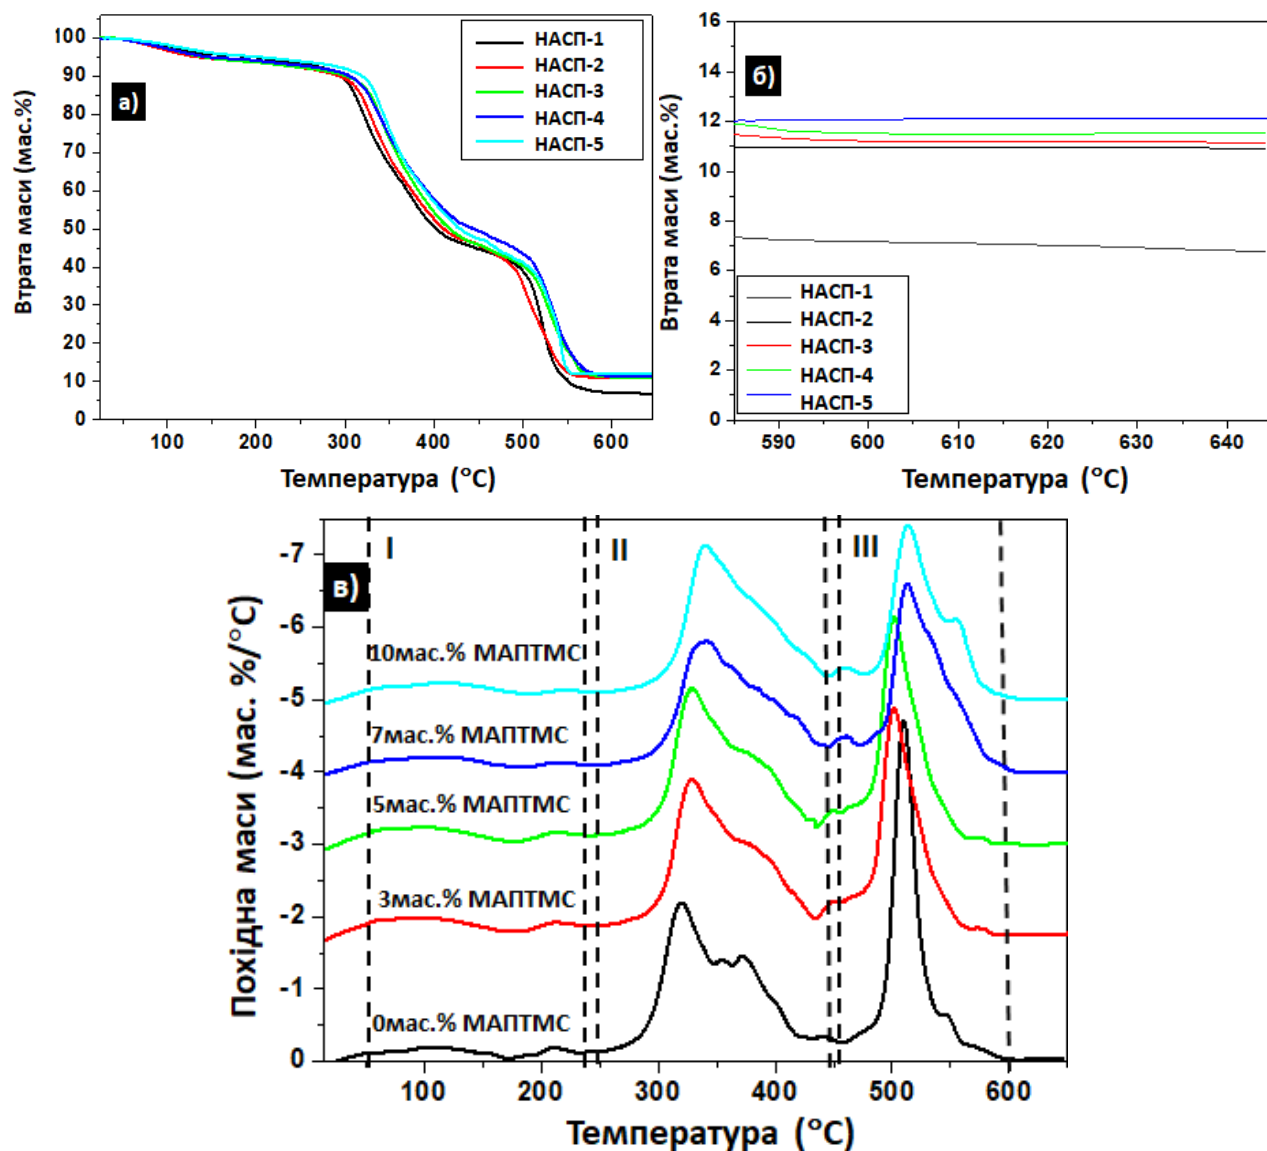 а)
Втрата маси (мас.%)
100
90
80
70
60
50
40
30
20
10
0
100
200
300
400
500
600
Температура (°C)
НАСП-1
НАСП-2
НАСП-3
НАСП-4
НАСП-5
б)
Втрата маси (мас.%)
16
14
12
10
8
6
4
2
0
590
600
610
620
630
640
Температура (°C)
НАСП-1
НАСП-2
НАСП-3
НАСП-4
НАСП-5
в)
I
II
III
Похідна маси (мас. %/°C)
-7
-6
-5
-4
-3
-2
-1
0
10мас.% МАПТМС
7мас.% МАПТМС
5мас.% МАПТМС
3мас.% МАПТМС
0мас.% МАПТМС
100
200
300
400
500
600
Температура (°C)